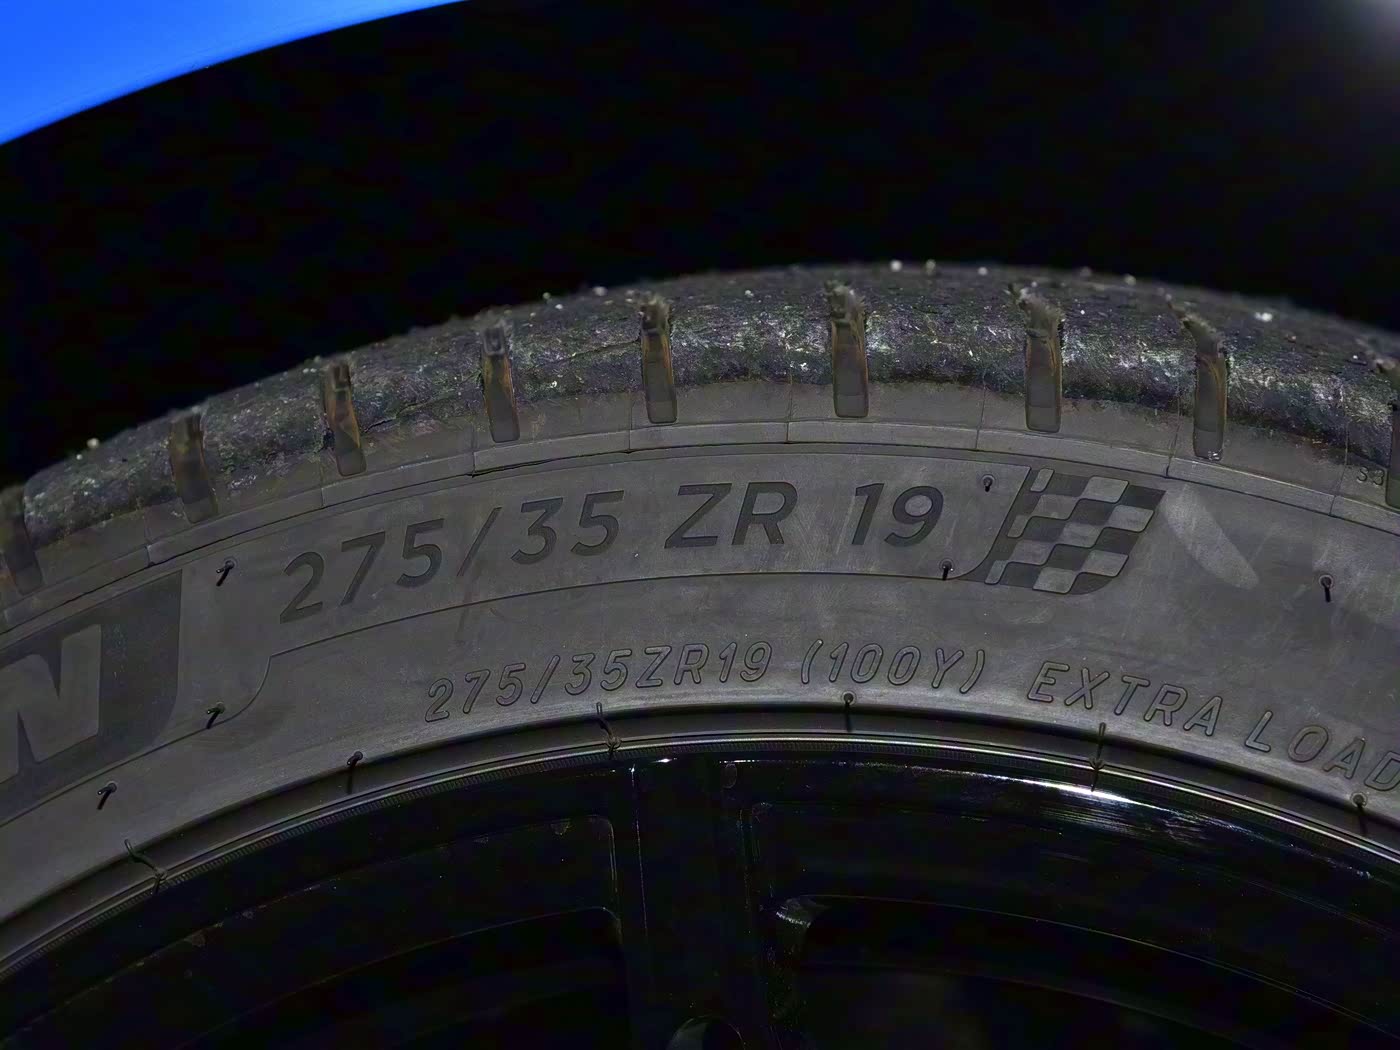 275/35 ZR 19
N
275/35ZR19 (100Y) EXTRA LOAD